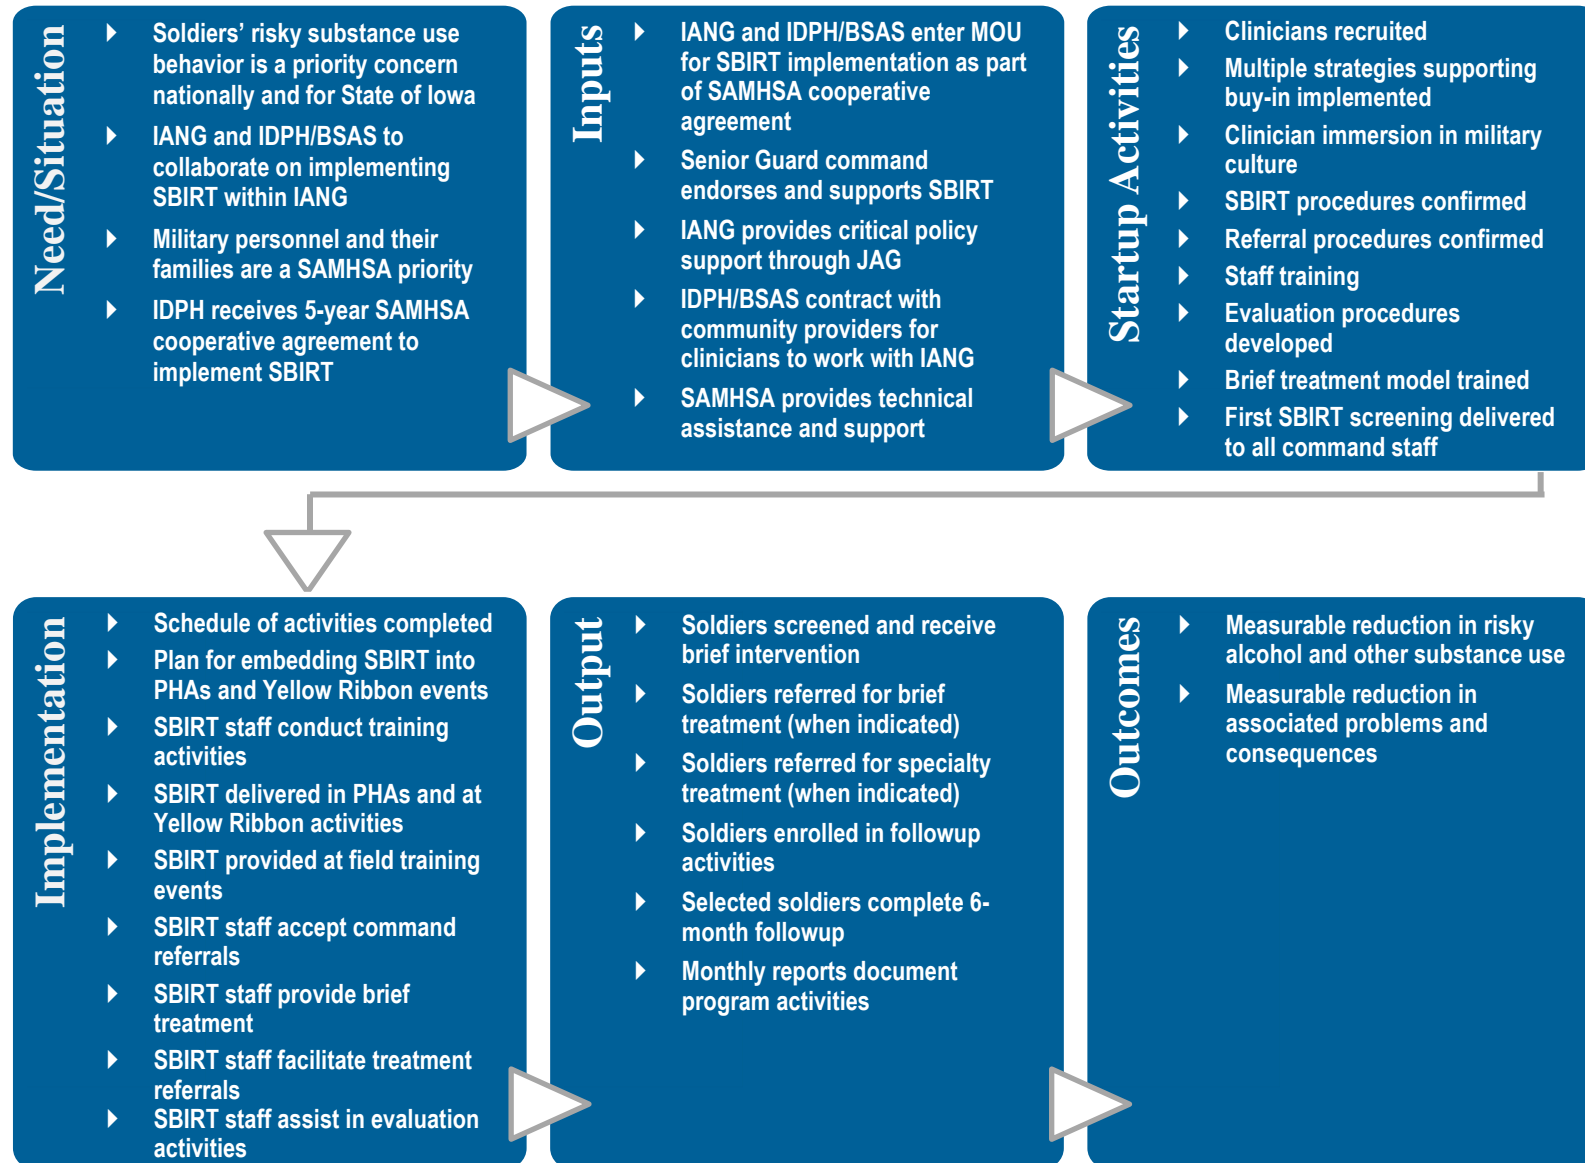 Need/Situation
Soldiers' risky substance use
behavior is a priority concern
nationally and for State of Iowa
IANG and IDPH/BSAS to
collaborate on implementing
SBIRT within IANG
Military personnel and their
families are a SAMHSA priority
IDPH receives 5-year SAMHSA
cooperative agreement to
implement SBIRT
Inputs
IANG and IDPH/BSAS enter MOU
for SBIRT implementation as part
of SAMHSA cooperative
agreement
Senior Guard command
endorses and supports SBIRT
IANG provides critical policy
support through JAG
IDPH/BSAS contract with
community providers for
clinicians to work with IANG
SAMHSA provides technical
assistance and support
Startup Activities
Clinicians recruited
Multiple strategies supporting
buy-in implemented
Clinician immersion in military
culture
SBIRT procedures confirmed
Referral procedures confirmed
Staff training
Evaluation procedures
developed
Brief treatment model trained
First SBIRT screening delivered
to all command staff
Implementation
Schedule of activities completed
Plan for embedding SBIRT into
PHAs and Yellow Ribbon events
SBIRT staff conduct training
activities
SBIRT delivered in PHAs and at
Yellow Ribbon activities
SBIRT provided at field training
events
SBIRT staff accept command
referrals
SBIRT staff provide brief
treatment
SBIRT staff facilitate treatment
referrals
SBIRT staff assist in evaluation
activities
Output
Soldiers screened and receive
brief intervention
Soldiers referred for brief
treatment (when indicated)
Soldiers referred for specialty
treatment (when indicated)
Soldiers enrolled in followup
activities
Selected soldiers complete 6-
month followup
Monthly reports document
program activities
Outcomes
Measurable reduction in risky
alcohol and other substance use
Measurable reduction in
associated problems and
consequences